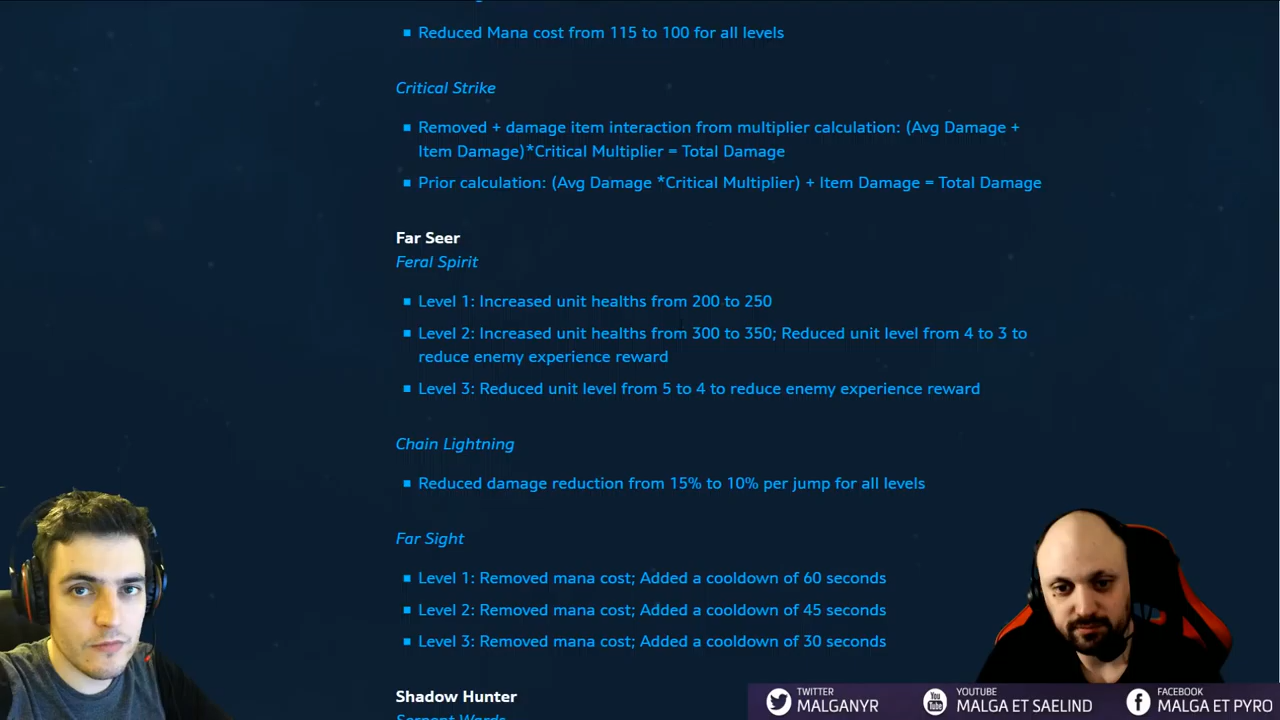 Reduced Mana cost from 115 to 100 for all levels
Critical Strike
Removed + damage item interaction from multiplier calculation: (Avg Damage +
Item Damage)*Critical Multiplier = Total Damage
Prior calculation: (Avg Damage *Critical Multiplier) + Item Damage = Total Damage
Far Seer
Feral Spirit
Level 1: Increased unit healths from 200 to 250
Level 2: Increased unit healths from 300 to 350; Reduced unit level from 4 to 3 to
reduce enemy experience reward
Level 3: Reduced unit level from 5 to 4 to reduce enemy experience reward
Chain Lightning
Reduced damage reduction from 15% to 10% per jump for all levels
Far Sight
Level 1: Removed mana cost; Added a cooldown of 60 seconds
Level 2: Removed mana cost; Added a cooldown of 45 seconds
Level 3: Removed mana cost; Added a cooldown of 30 seconds
Shadow Hunter
TWITTER
MALGANYR
You Tube
YOUTUBE
MALGA ET SAELIND
FACEBOOK
MALGA ET PYRO